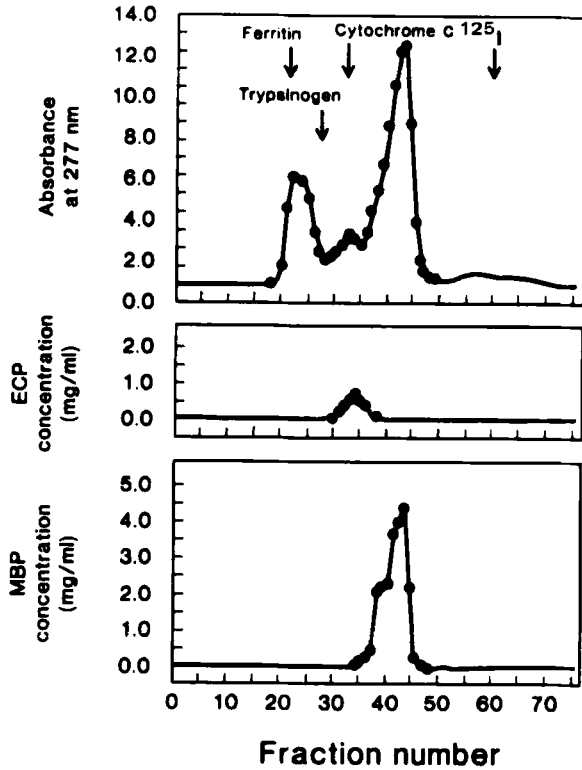 Ferritin
Cytochrome C 125I
Trypsinogen
Absorbance
at 277 nm
14.0
12.0
10.0
8.0
6.0
4.0
2.0
0.0
ECP
concentration
(mg/ml)
2.0
1.0
0.0
MBP
concentration
(mg/ml)
5.0
4.0
3.0
2.0
1.0
0.0
0 10 20 30 40 50 60 70
Fraction number